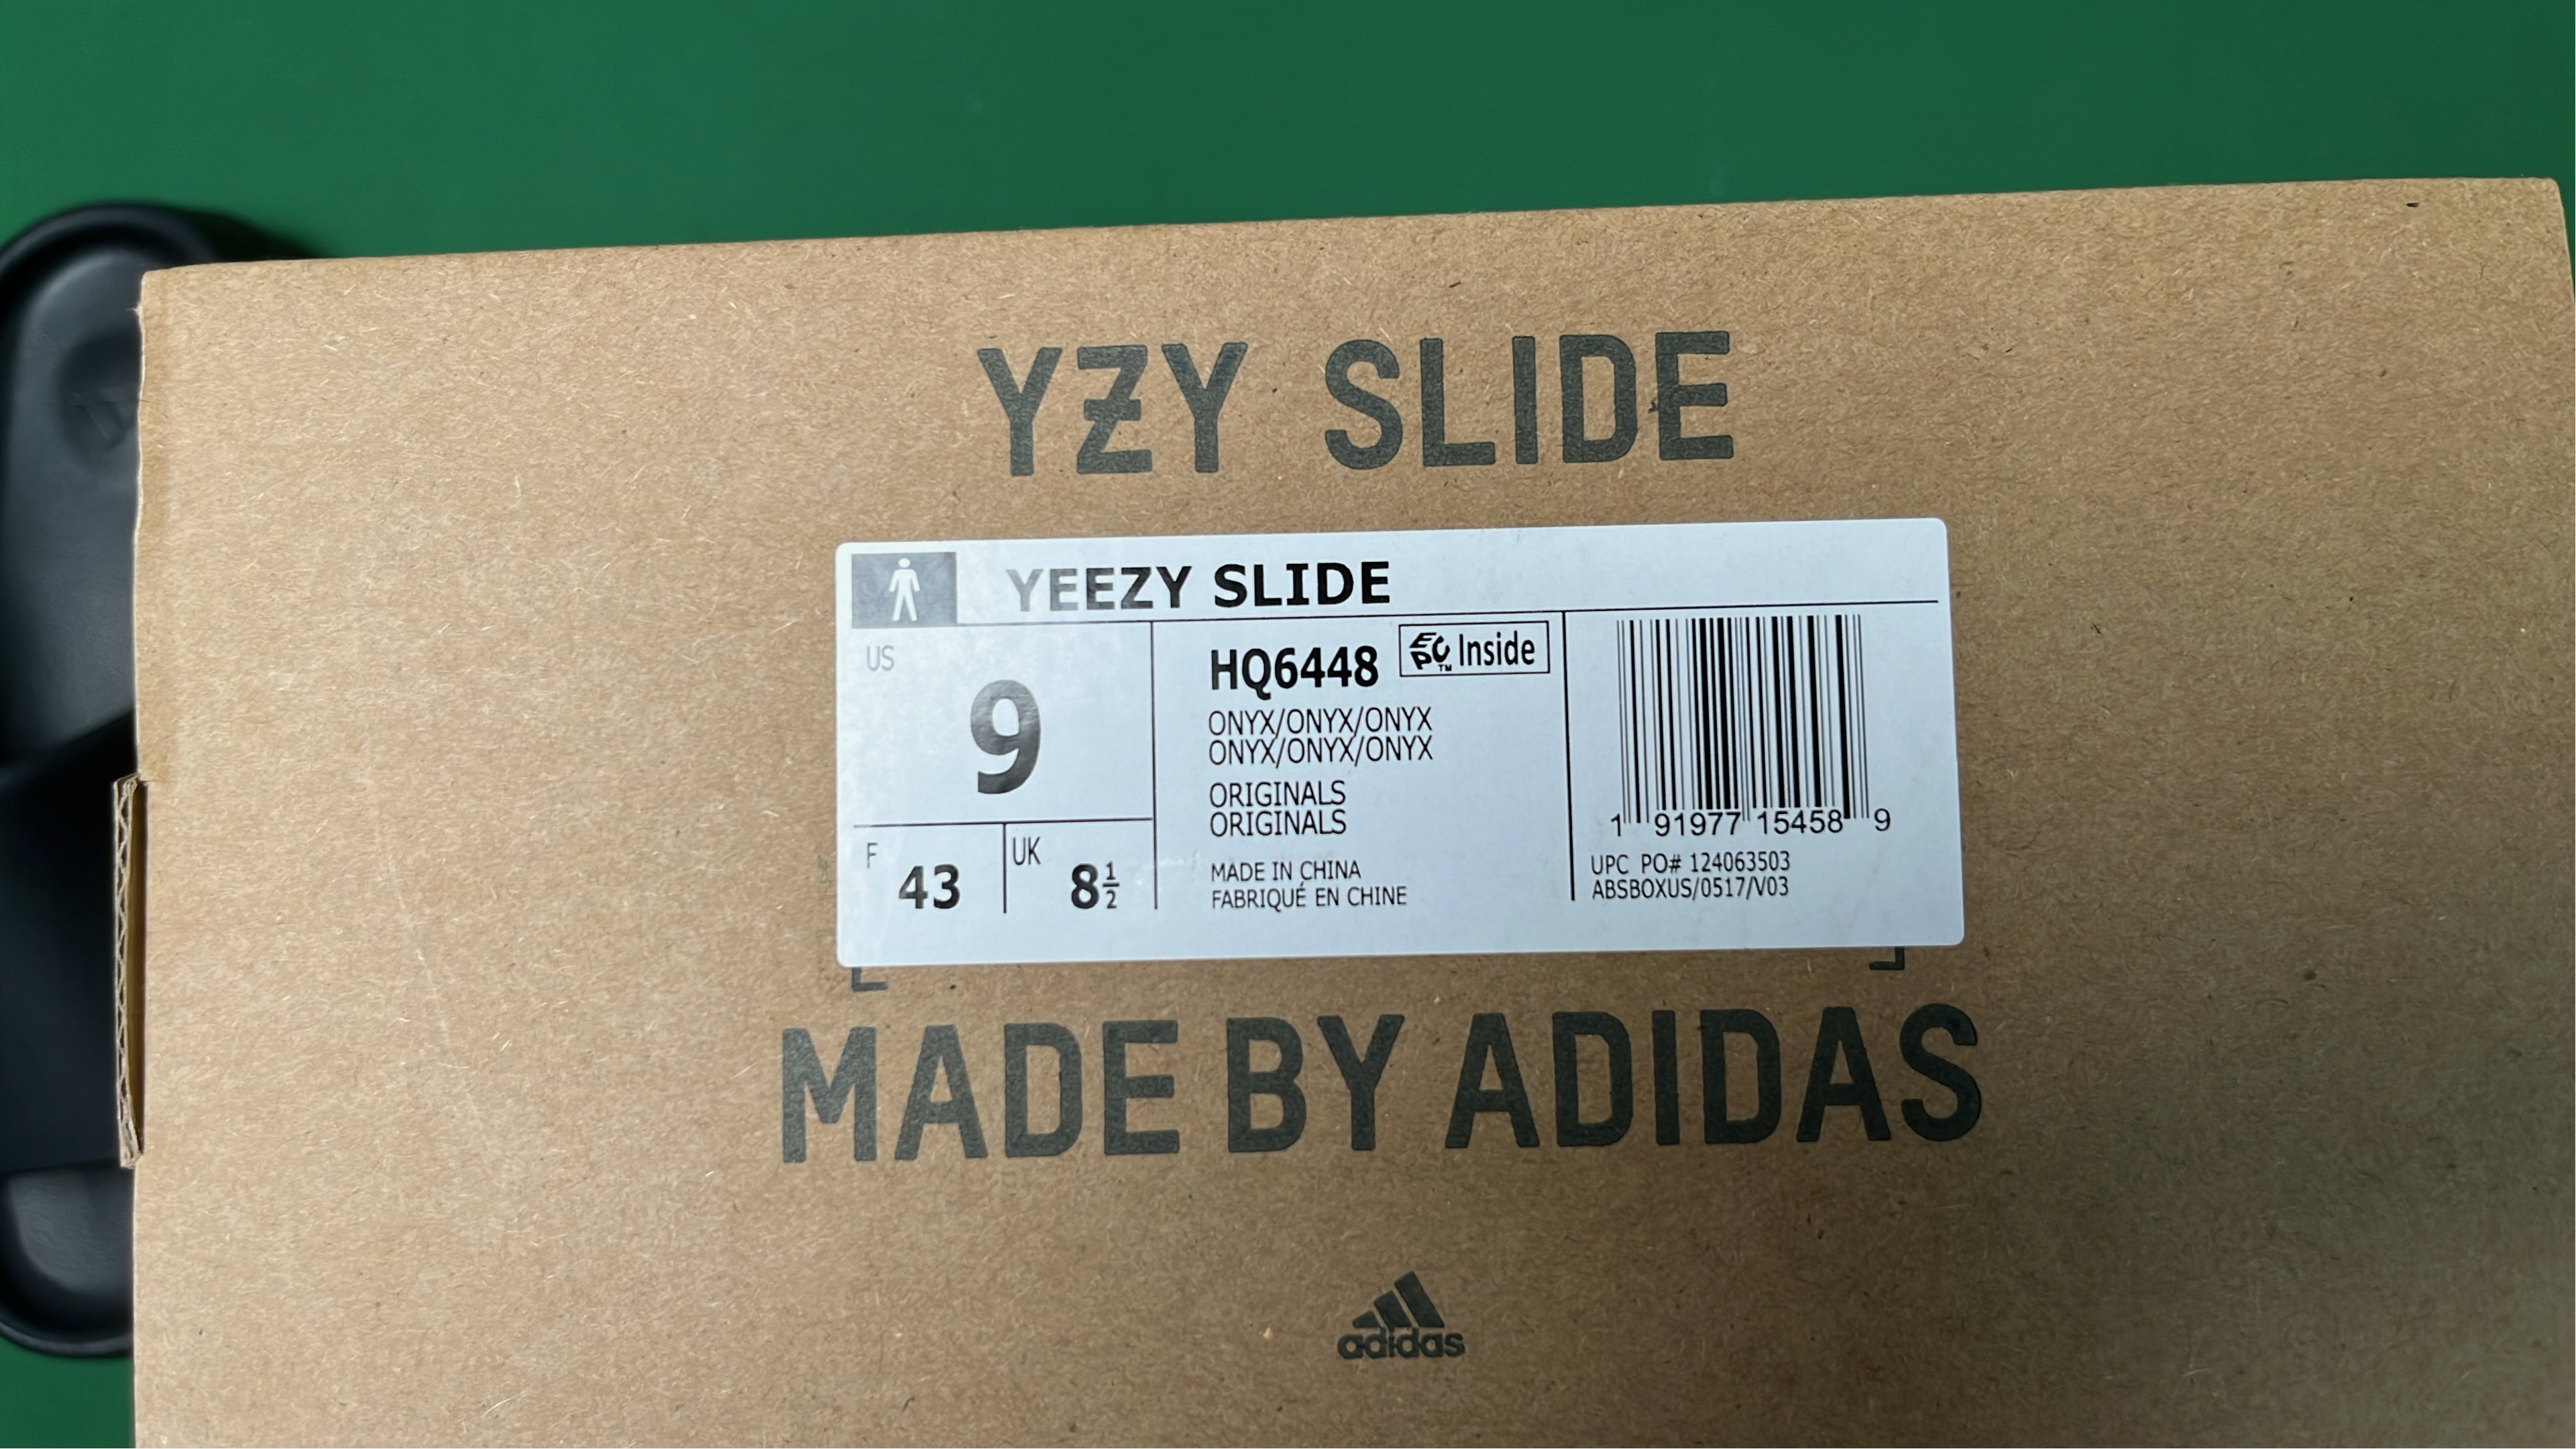 YZY SLIDE
YEEZY SLIDE
US
9
F 43
UK 8½
HQ6448
EPC™ Inside
ONYX/ONYX/ONYX
ONYX/ONYX/ONYX
ORIGINALS
ORIGINALS
MADE IN CHINA
FABRIQUÉ EN CHINE
1 91977 15458 9
UPC PO# 124063503
ABSBOXUS/0517/V03
MADE BY ADIDAS
adidas